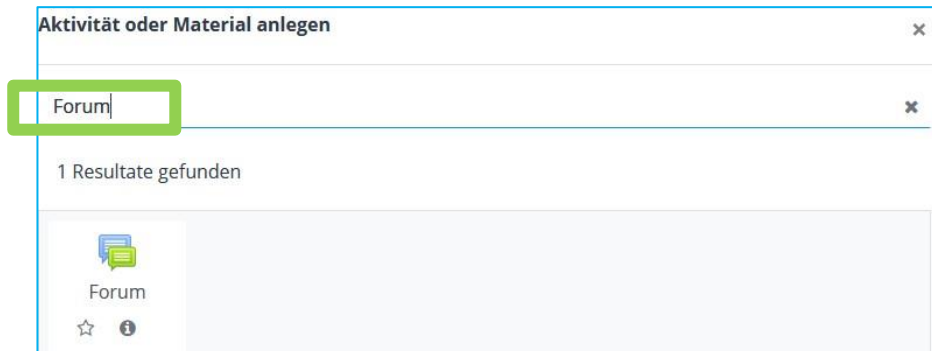 Aktivität oder Material anlegen
Forum
1 Resultate gefunden
Forum